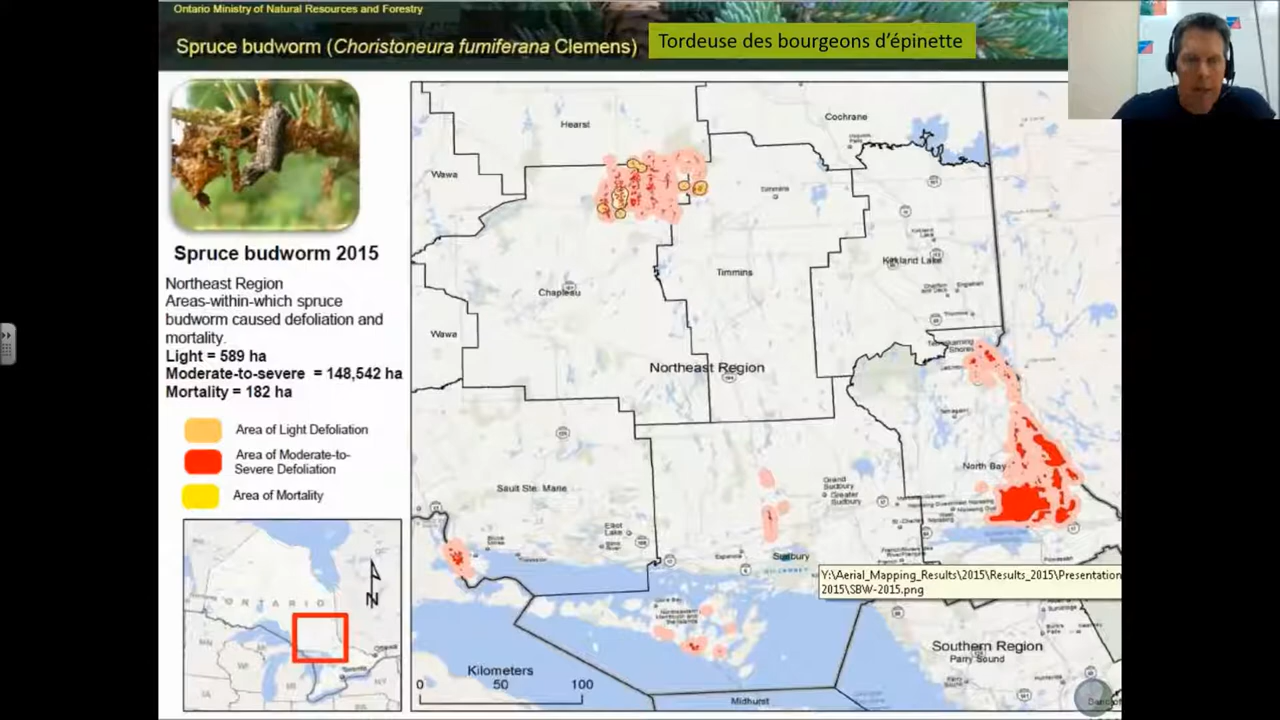 Ontario Ministry of Natural Resources and Forestry
Spruce budworm (Choristoneura fumiferana Clemens)
Tordeuse des bourgeons d'épinette
Spruce budworm 2015
Northeast Region
Areas-within-which spruce
budworm caused defoliation and
mortality.
Light = 589 ha
Moderate-to-severe = 148,542 ha
Mortality = 182 ha
Area of Light Defoliation
Area of Moderate-to-
Severe Defoliation
Area of Mortality
ONTARIO
N
Hearst
Cochrane
Wawa
Timmins
Kirkland Lake
Timmins
Chapleau
Wawa
Northeast Region
North Bay
Sault Ste. Marie
Grand
Sudbury
Greater
Sudbury
Elliot
Lake
Sudbury
Y:\Aerial_Mapping_Results\2015\Results_2015\Presentation
2015\SBW-2015.png
Southern Region
Parry Sound
Kilometers
0 50 100
Midhurst